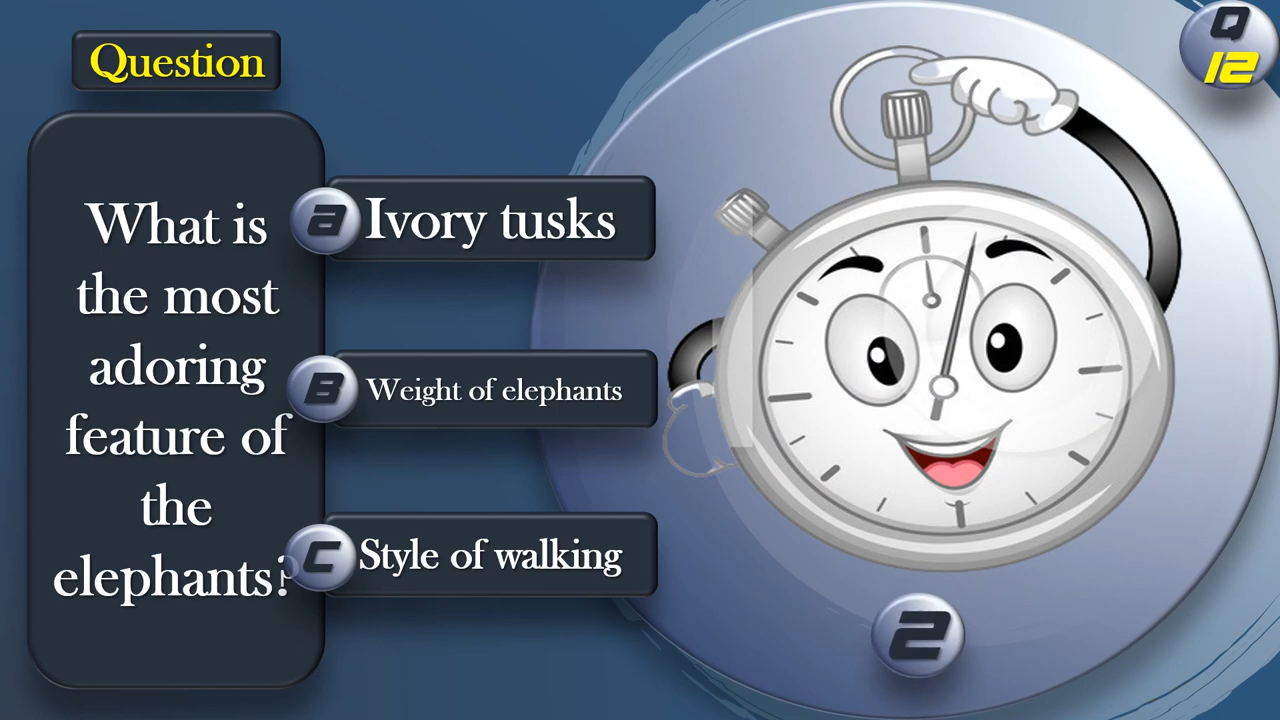 Question
Q
12
What is
the most
adoring
feature of
the
elephants?
a Ivory tusks
B Weight of elephants
C Style of walking
2